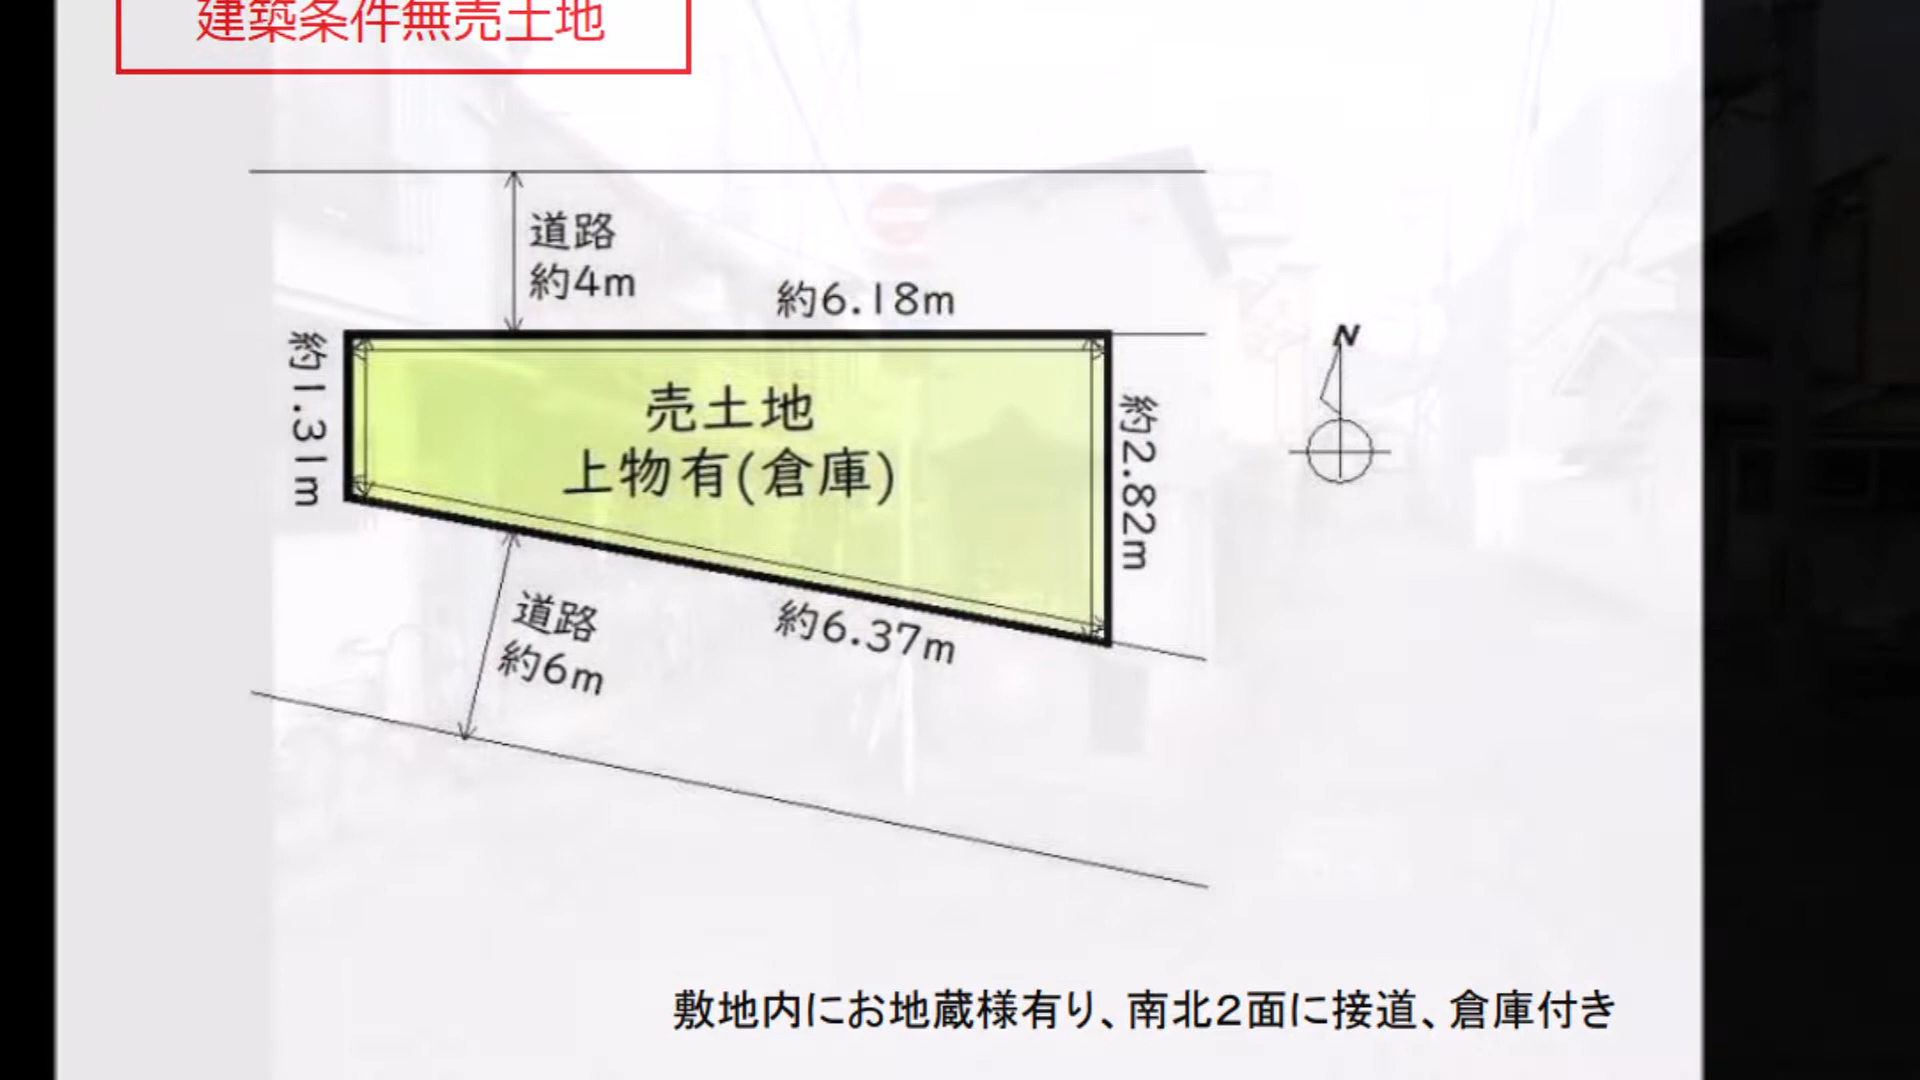 建築条件無売土地
道路
約4m
約6.18m
約1.31m
売土地
上物有(倉庫)
約2.82m
N
道路
約6m
約6.37m
敷地内にお地蔵様有り、南北2面に接道、倉庫付き